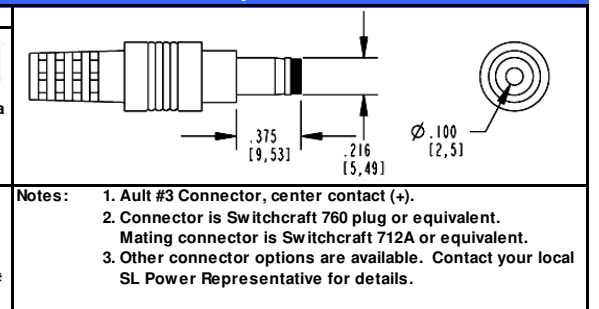 .375
[9,53]
.216
[5,49]
Ø .100
[2,5]
a
Notes: 1. Ault #3 Connector, center contact (+).
2. Connector is Switchcraft 760 plug or equivalent.
Mating connector is Switchcraft 712A or equivalent.
3. Other connector options are available. Contact your local
SL Power Representative for details.